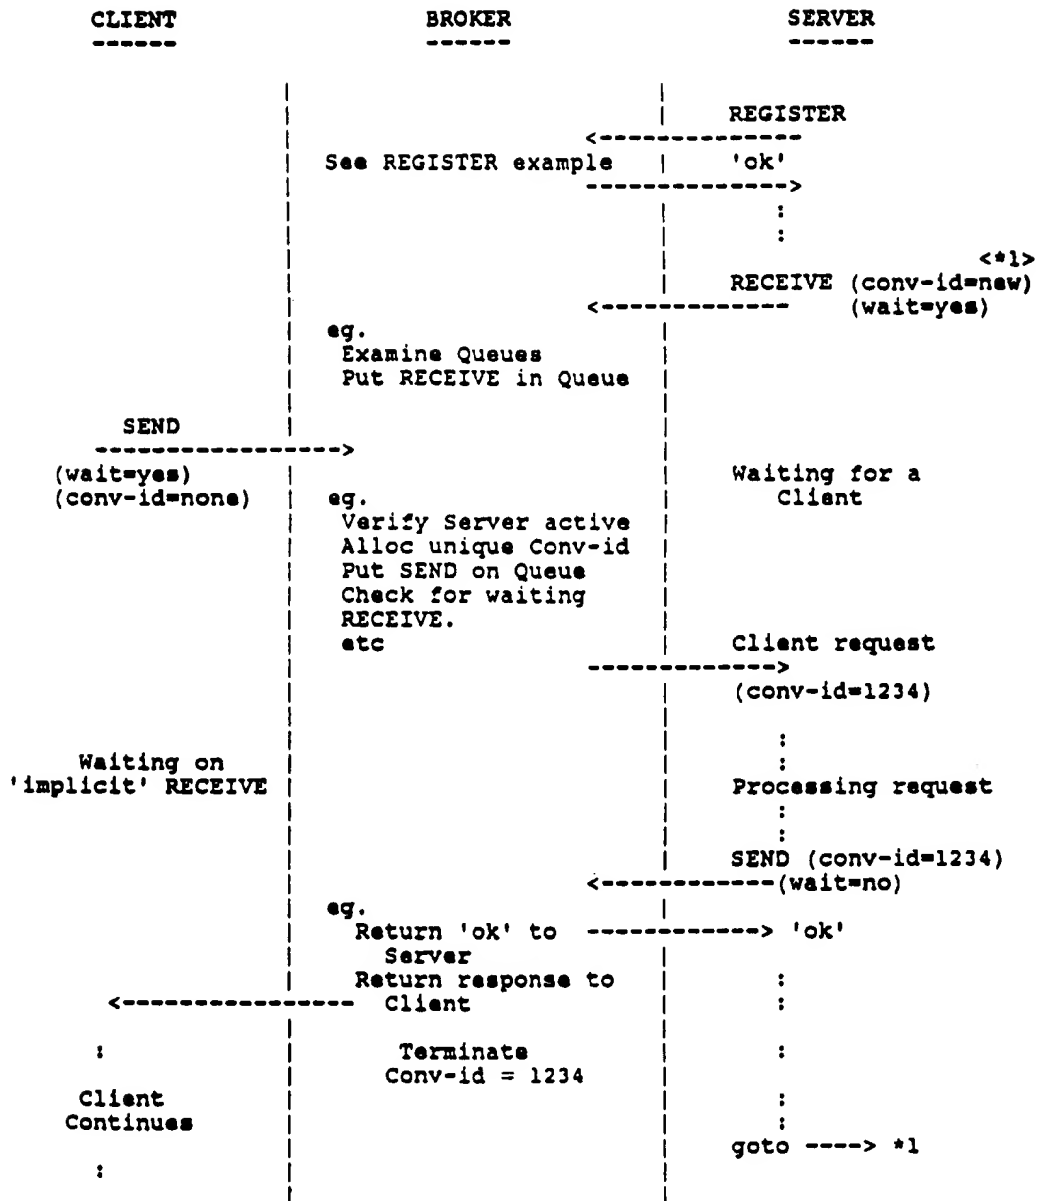 CLIENT BROKER SERVER
------ ------ ------
REGISTER
<---------------
See REGISTER example 'ok'
-------------->
:
:
<*1>
RECEIVE (conv-id=new)
<-------------- (wait=yes)
eg.
Examine Queues
Put RECEIVE in Queue
SEND
------------------>
(wait=yes) Waiting for a
(conv-id=none) eg. Client
Verify Server active
Alloc unique Conv-id
Put SEND on Queue
Check for waiting
RECEIVE.
etc Client request
-------------->
(conv-id=1234)
:
Waiting on :
'implicit' RECEIVE Processing request
:
:
SEND (conv-id=1234)
<-------------(wait=no)
eg.
Return 'ok' to ------------> 'ok'
Server
Return response to :
<---------------- Client :
: Terminate :
Conv-id = 1234
Client :
Continues :
goto ----> *1
: